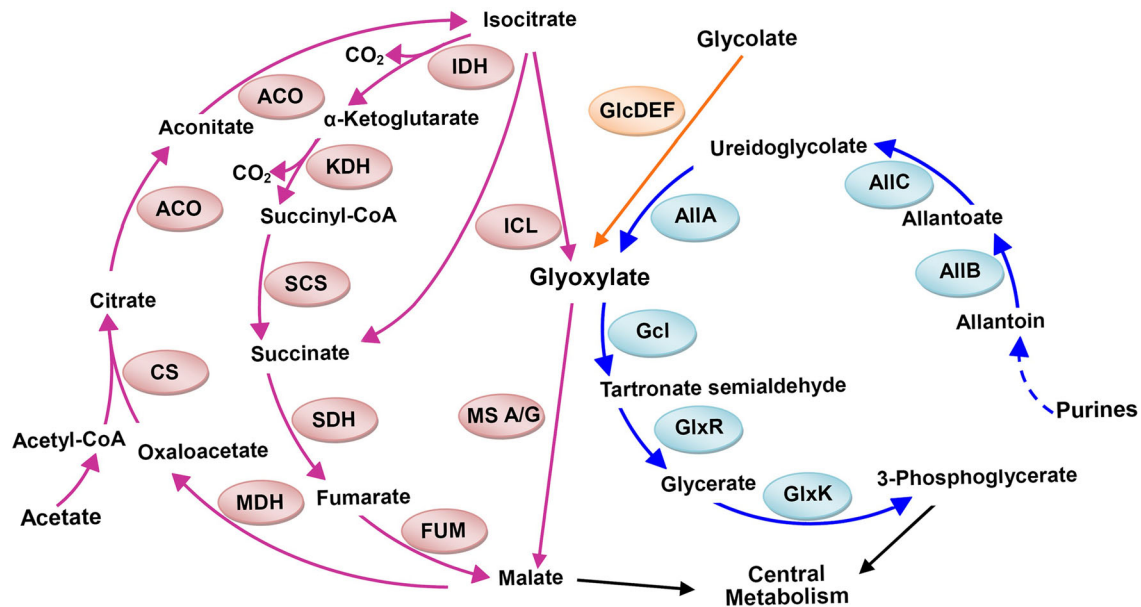 Isocitrate
Glycolate
CO₂
IDH
ACO
GlcDEF
Aconitate
α-Ketoglutarate
Ureidoglycolate
KDH
CO₂
AllC
ACO
Succinyl-CoA
AllA
Allantoate
ICL
AllB
Glyoxylate
SCS
Citrate
Allantoin
Gcl
Succinate
CS
Tartronate semialdehyde
Purines
SDH
MS A/G
GlxR
Acetyl-CoA
Oxaloacetate
3-Phosphoglycerate
Glycerate
GlxK
MDH
Fumarate
Acetate
FUM
Malate
Central
Metabolism